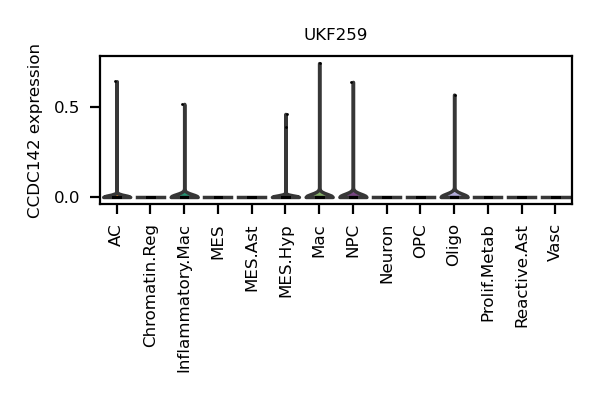 UKF259
CCDC142 expression
0.5
0.0
AC
Chromatin.Reg
Inflammatory.Mac
MES
MES.Ast
MES.Hyp
Mac
NPC
Neuron
OPC
Oligo
Prolif.Metab
Reactive.Ast
Vasc